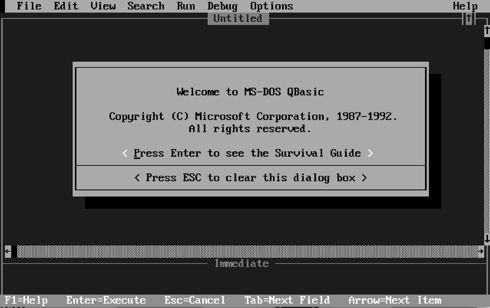 File Edit View Search Run Debug Options Help
Untitled
Welcome to MS-DOS QBasic
Copyright (C) Microsoft Corporation, 1987-1992.
All rights reserved.
< Press Enter to see the Survival Guide >
< Press ESC to clear this dialog box >
Immediate
F1=Help Enter=Execute Esc=Cancel Tab=Next Field Arrow=Next Item